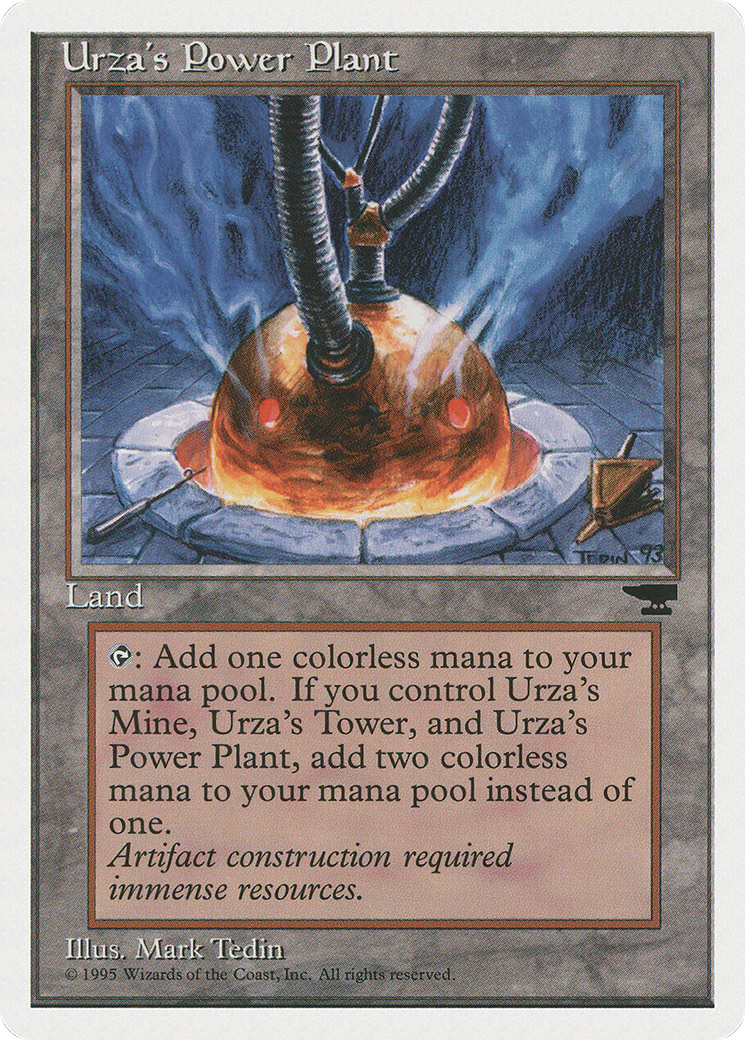 Urza's Power Plant
TEDIN 93
Land
: Add one colorless mana to your
mana pool. If you control Urza's
Mine, Urza's Tower, and Urza's
Power Plant, add two colorless
mana to your mana pool instead of
one.
Artifact construction required
immense resources.
Illus. Mark Tedin
© 1995 Wizards of the Coast, Inc. All rights reserved.